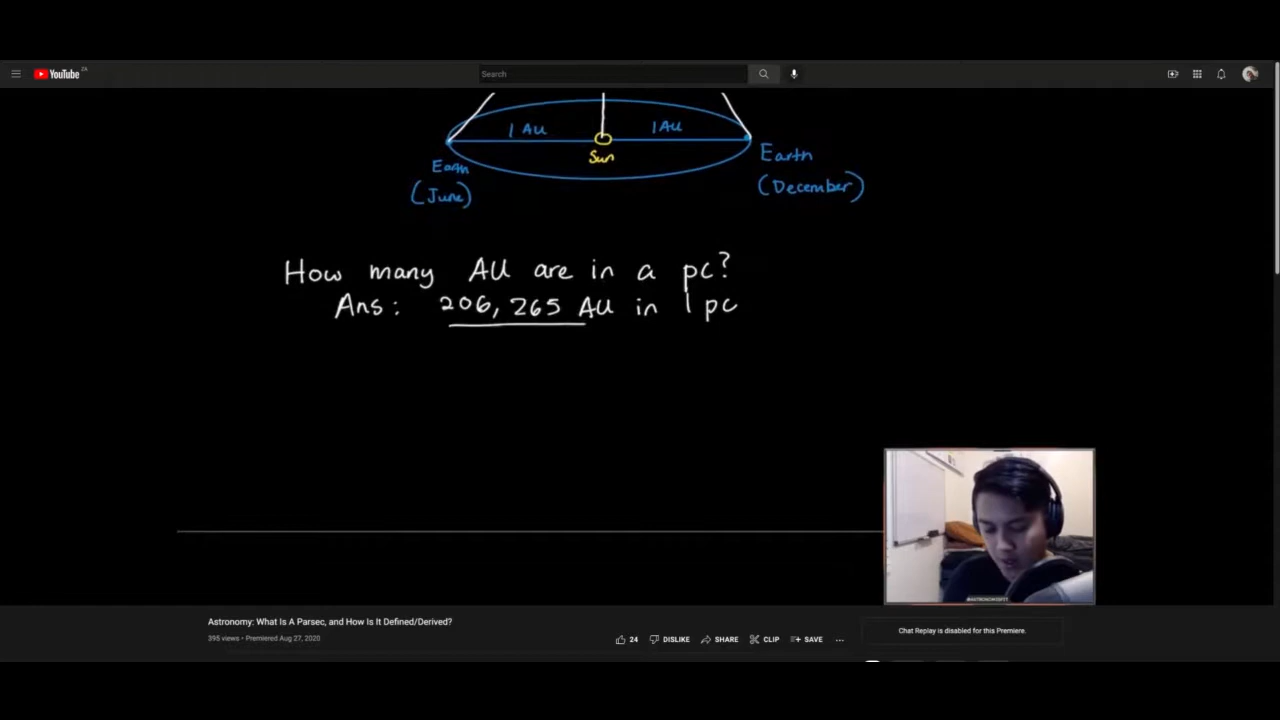 YouTube ZA
Search
1 AU
1 AU
Sun
Earth
(June)
Earth
(December)
How many AU are in a pc?
Ans: 206,265 AU in 1 pc
@ASTRONOMISFIT
Astronomy: What Is A Parsec, and How Is It Defined/Derived?
395 views • Premiered Aug 27, 2020
24 DISLIKE SHARE CLIP SAVE ...
Chat Replay is disabled for this Premiere.